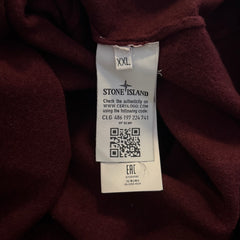 XXL
STONE ISLAND
Check the authenticity on
WWW.CERTILOGO.COM
using the following code:
CLG 486 197 224 741
EAC